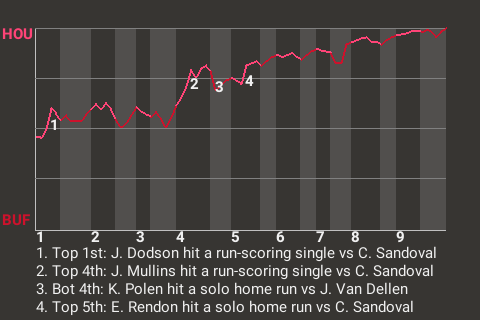 HOU
1
2
3
4
BUF
1 2 3 4 5 6 7 8 9
1. Top 1st: J. Dodson hit a run-scoring single vs C. Sandoval
2. Top 4th: J. Mullins hit a run-scoring single vs C. Sandoval
3. Bot 4th: K. Polen hit a solo home run vs J. Van Dellen
4. Top 5th: E. Rendon hit a solo home run vs C. Sandoval